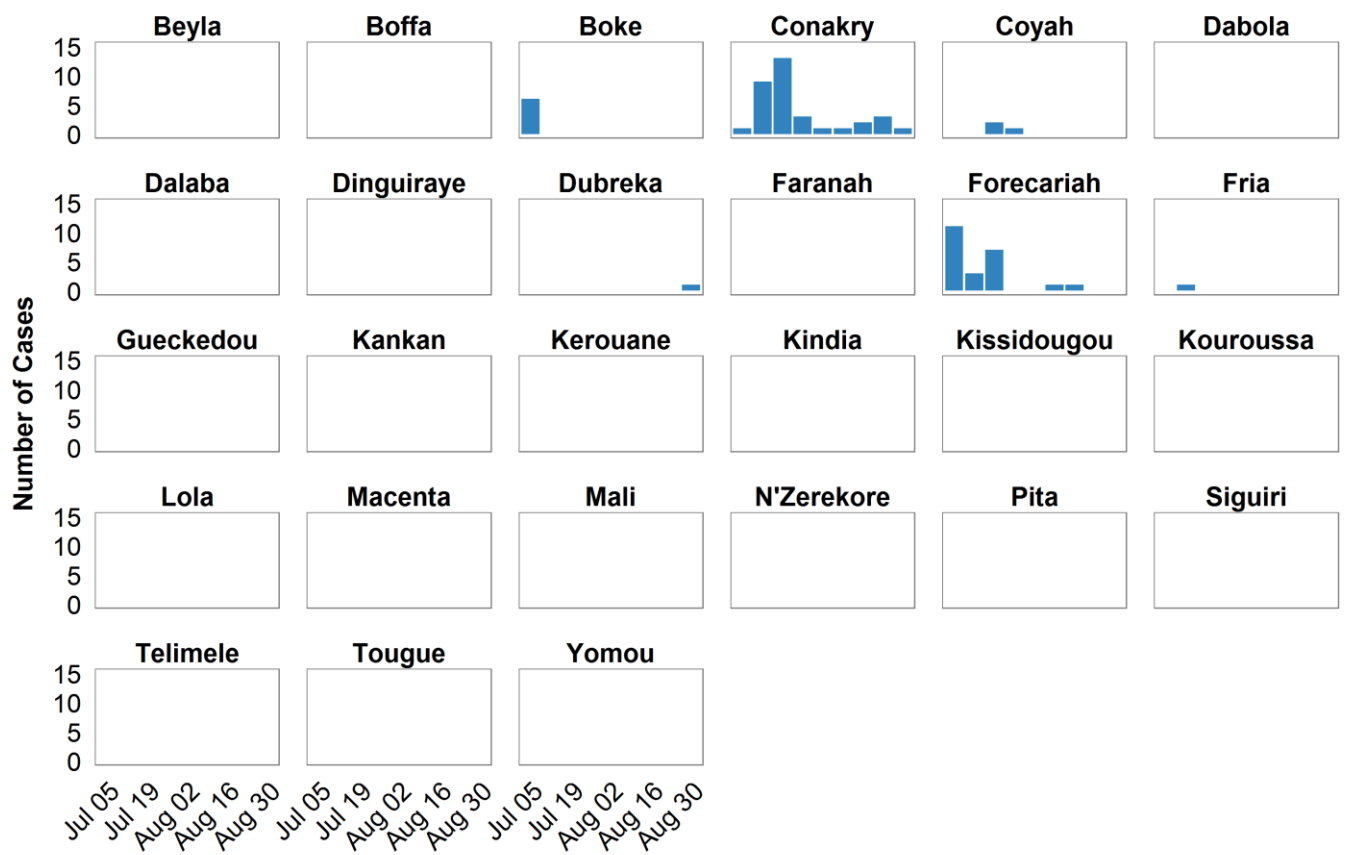 Number of Cases
Beyla Boffa Boke Conakry Coyah Dabola
15
10
5
0
Dalaba Dinguiraye Dubreka Faranah Forecariah Fria
15
10
5
0
Gueckedou Kankan Kerouane Kindia Kissidougou Kouroussa
15
10
5
0
Lola Macenta Mali N'Zerekore Pita Siguiri
15
10
5
0
Telimele Tougue Yomou
15
10
5
0
Jul 05 Jul 19 Aug 02 Aug 16 Aug 30 Jul 05 Jul 19 Aug 02 Aug 16 Aug 30 Jul 05 Jul 19 Aug 02 Aug 16 Aug 30